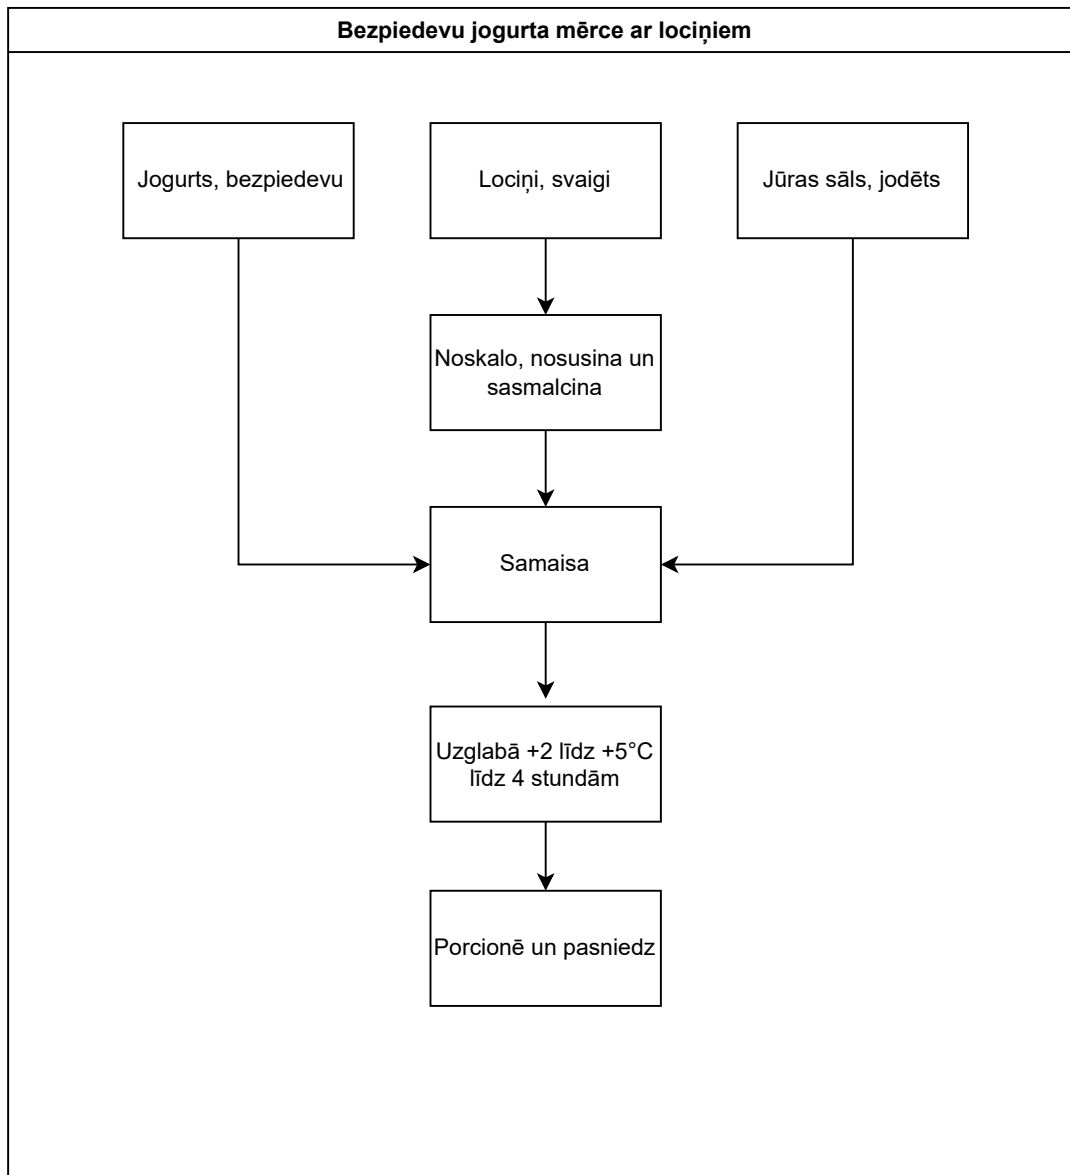 Bezpiedevu jogurta mērce ar lociņiem
Jogurts, bezpiedevu
Lociņi, svaigi
Jūras sāls, jodēts
Noskalo, nosusina un
sasmalcina
Samaisa
Uzglabā +2 līdz +5°C
līdz 4 stundām
Porcionē un pasniedz